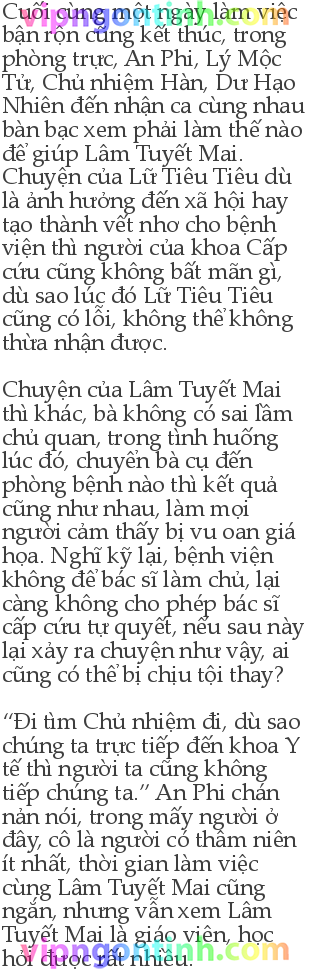 Cuối cùng một ngày làm việc
bận rộn cũng kết thúc, trong
phòng trực, An Phi, Lý Mộc
Tử, Chủ nhiệm Hàn, Dư Hạo
Nhiên đến nhận ca cùng nhau
bàn bạc xem phải làm thế nào
để giúp Lâm Tuyết Mai.
Chuyện của Lữ Tiêu Tiêu dù
là ảnh hưởng đến xã hội hay
tạo thành vết nhơ cho bệnh
viện thì người của khoa Cấp
cứu cũng không bất mãn gì,
dù sao lúc đó Lữ Tiêu Tiêu
cũng có lỗi, không thể không
thừa nhận được.
Chuyện của Lâm Tuyết Mai
thì khác, bà không có sai lầm
chủ quan, trong tình huống
lúc đó, chuyển bà cụ đến
phòng bệnh nào thì kết quả
cũng như nhau, làm mọi
người cảm thấy bị vu oan giá
họa. Nghĩ kỹ lại, bệnh viện
không để bác sĩ làm chủ, lại
càng không cho phép bác sĩ
cấp cứu tự quyết, nếu sau này
lại xảy ra chuyện như vậy, ai
cũng có thể bị chịu tội thay?
“Đi tìm Chủ nhiệm đi, dù sao
chúng ta trực tiếp đến khoa Y
tế thì người ta cũng không
tiếp chúng ta.” An Phi chán
nản nói, trong mấy người ở
đây, cô là người có thâm niên
ít nhất, thời gian làm việc
cùng Lâm Tuyết Mai cũng
ngắn, nhưng vẫn xem Lâm
Tuyết Mai là giáo viên, học
hỏi được rất nhiều.
vipngontinh.com
vipngontinh.com